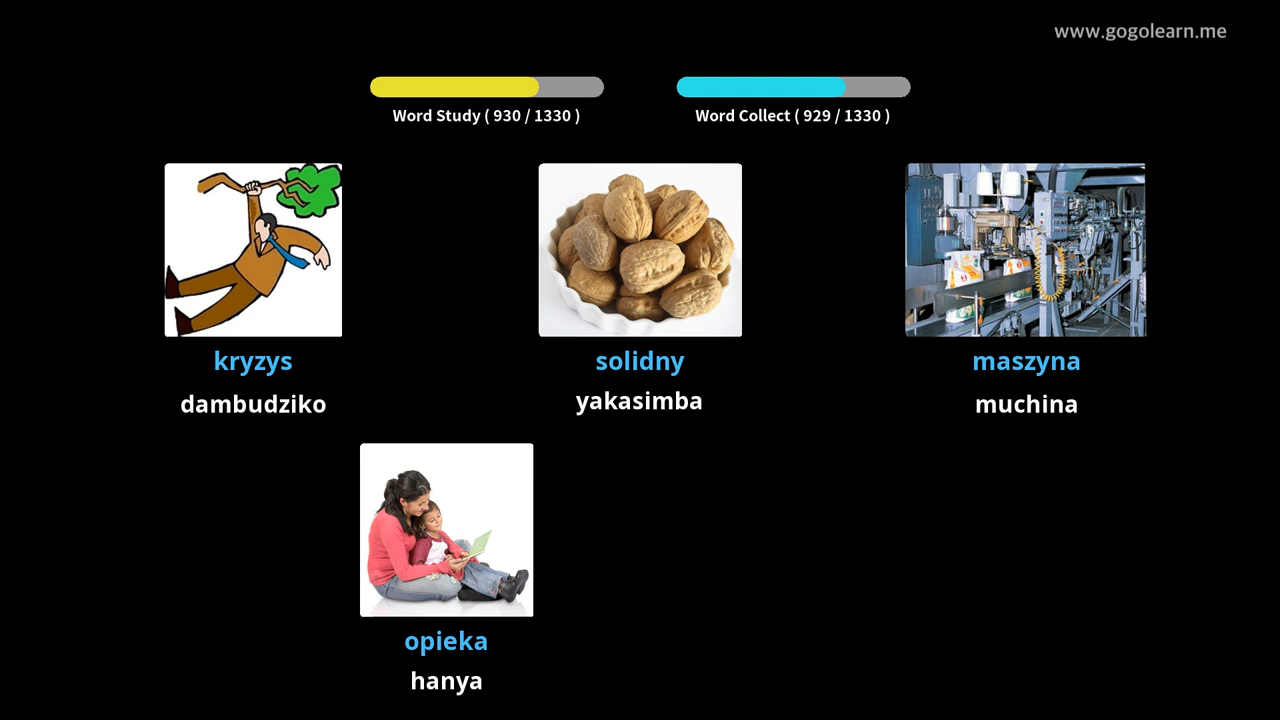 www.gogolearn.me
Word Study ( 930 / 1330 )
Word Collect ( 929 / 1330 )
kryzys
dambudziko
solidny
yakasimba
maszyna
muchina
opieka
hanya